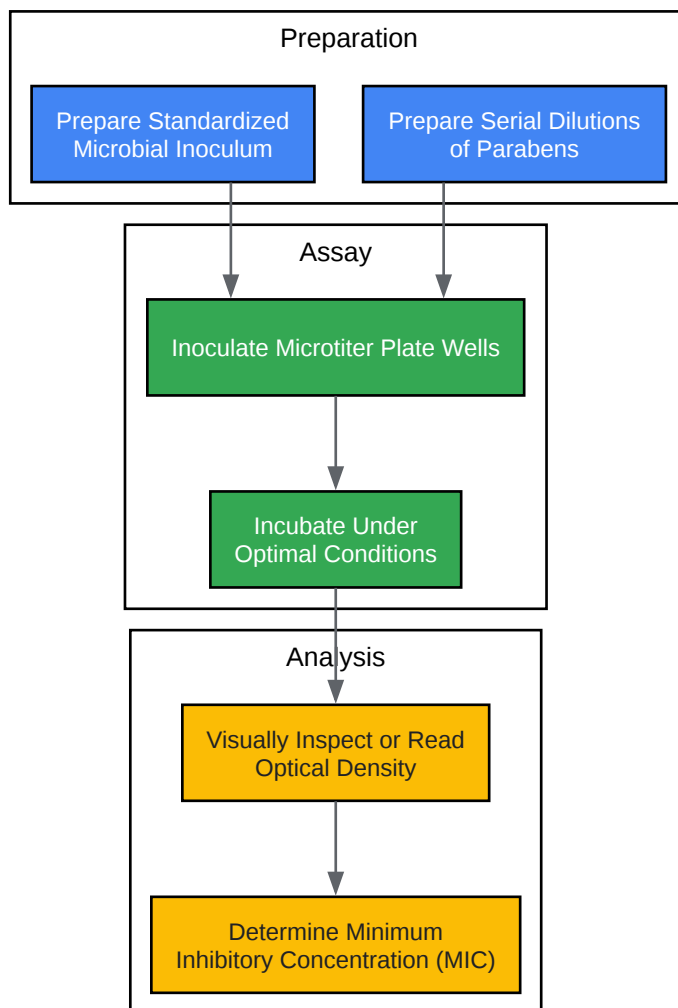 Preparation
Prepare Standardized
Microbial Inoculum
Prepare Serial Dilutions
of Parabens
Assay
Inoculate Microtiter Plate Wells
Incubate Under
Optimal Conditions
Analysis
Visually Inspect or Read
Optical Density
Determine Minimum
Inhibitory Concentration (MIC)